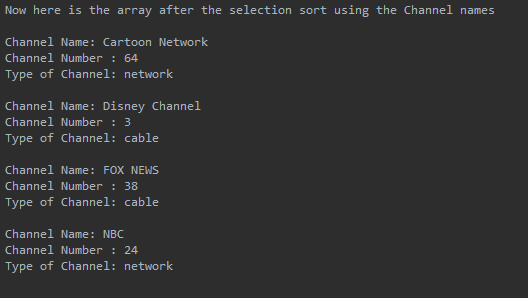 Now here is the array after the selection sort using the Channel names
Channel Name: Cartoon Network
Channel Number : 64
Type of Channel: network
Channel Name: Disney Channel
Channel Number : 3
Type of Channel: cable
Channel Name: FOX NEWS
Channel Number : 38
Type of Channel: cable
Channel Name: NBC
Channel Number : 24
Type of Channel: network